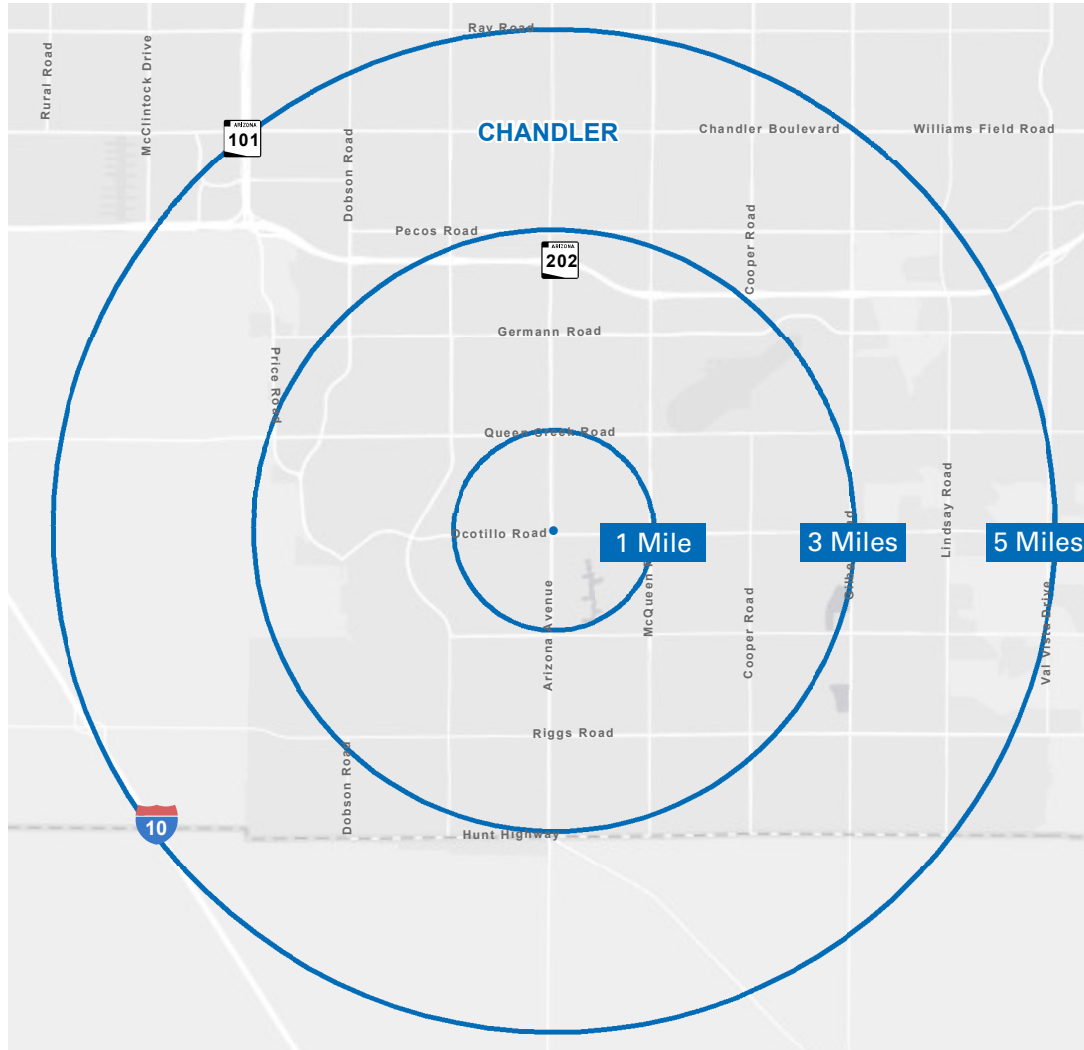 Ray Road
Rural Road
McClintock Drive
ARIZONA
101
CHANDLER
Chandler Boulevard
Williams Field Road
Dobson Road
Pecos Road
Cooper Road
ARIZONA
202
Germann Road
Price Road
Queen Creek Road
Ocotillo Road
1 Mile
3 Miles
5 Miles
Lindsay Road
McQueen
Arizona Avenue
Cooper Road
Val Vista Drive
Riggs Road
Dobson Road
10
Hunt Highway